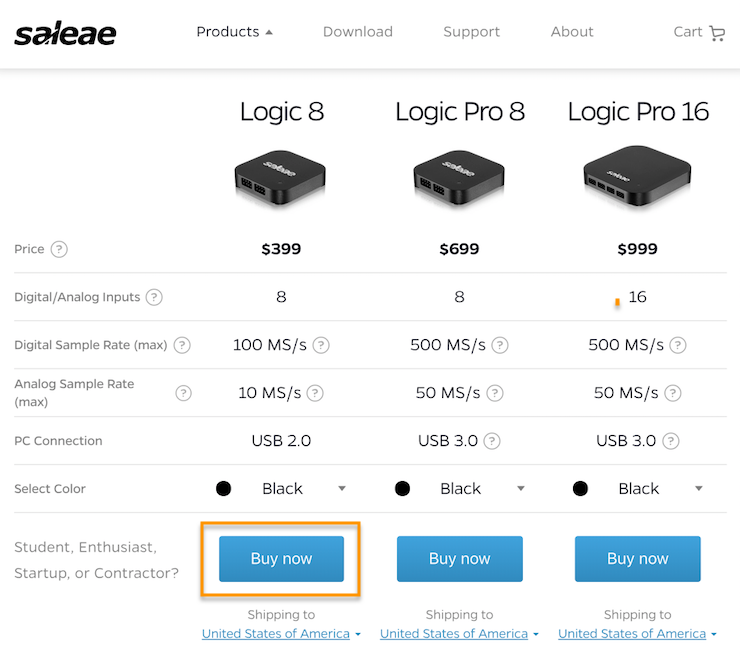 saleae Products Download Support About Cart
Logic 8 Logic Pro 8 Logic Pro 16
saleae saleae saleae
Price ? $399 $699 $999
Digital/Analog Inputs ? 8 8 16
Digital Sample Rate (max) ? 100 MS/s ? 500 MS/s ? 500 MS/s ?
Analog Sample Rate
(max) ? 10 MS/s ? 50 MS/s ? 50 MS/s ?
PC Connection USB 2.0 USB 3.0 ? USB 3.0 ?
Select Color Black Black Black
Student, Enthusiast,
Startup, or Contractor? Buy now Buy now Buy now
Shipping to Shipping to Shipping to
United States of America United States of America United States of America